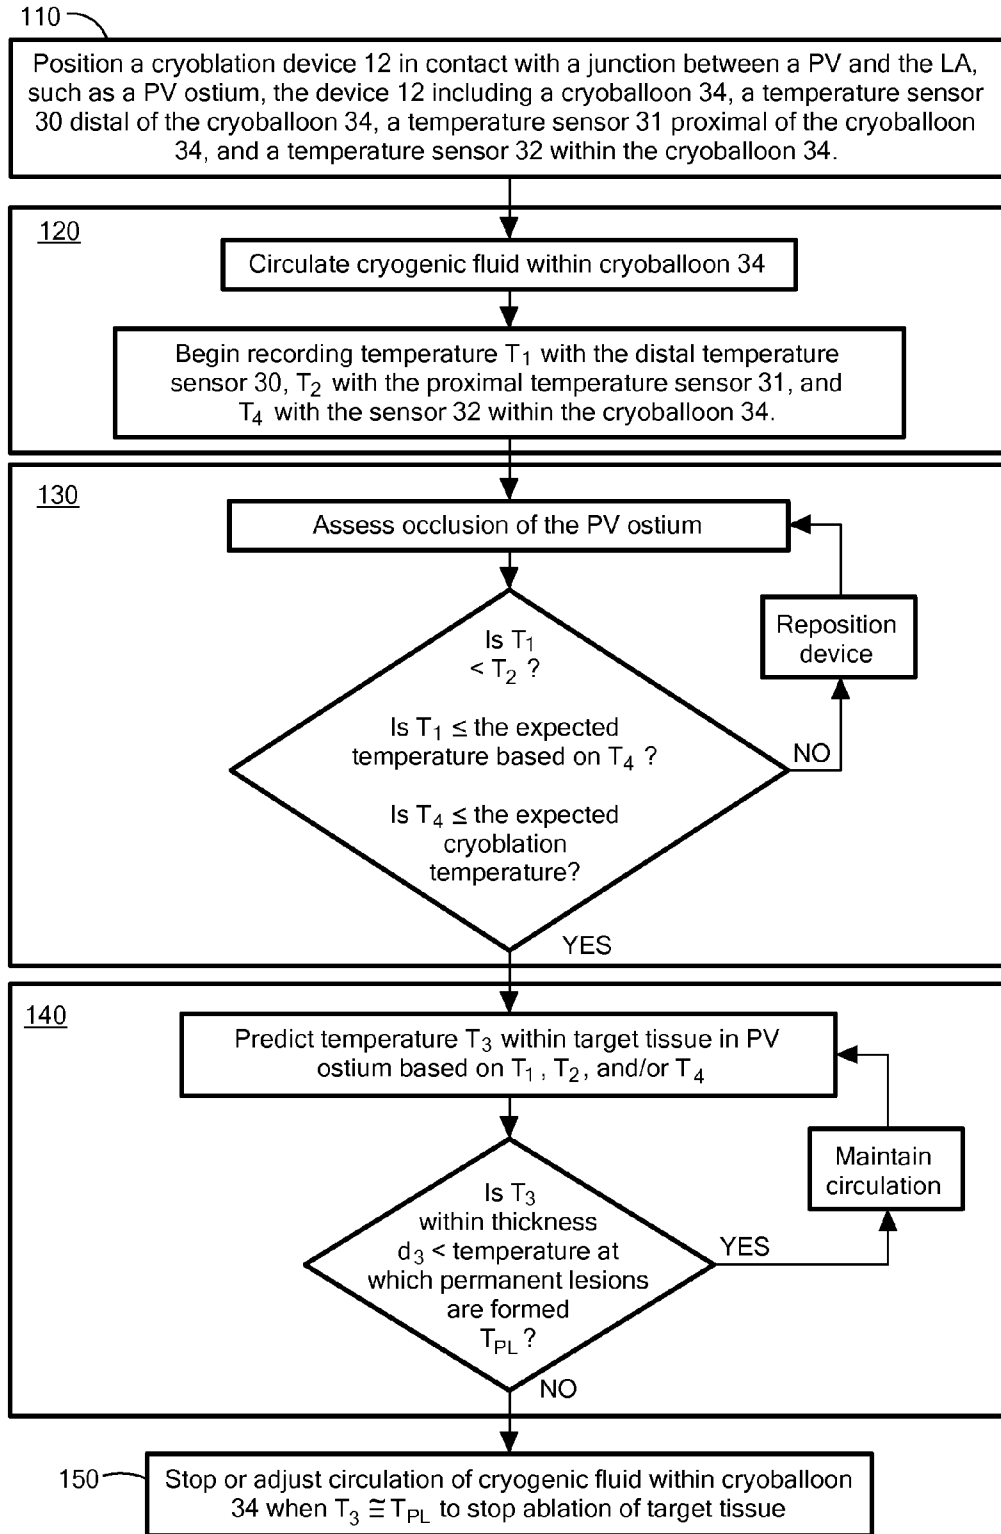 110
Position a cryoblation device 12 in contact with a junction between a PV and the LA,
such as a PV ostium, the device 12 including a cryoballoon 34, a temperature sensor
30 distal of the cryoballoon 34, a temperature sensor 31 proximal of the cryoballoon
34, and a temperature sensor 32 within the cryoballoon 34.
120
Circulate cryogenic fluid within cryoballoon 34
Begin recording temperature T1 with the distal temperature
sensor 30, T2 with the proximal temperature sensor 31, and
T4 with the sensor 32 within the cryoballoon 34.
130
Assess occlusion of the PV ostium
Is T1
< T2 ?
Is T1 ≤ the expected
temperature based on T4 ?
Is T4 ≤ the expected
cryoblation
temperature?
NO
Reposition
device
YES
140
Predict temperature T3 within target tissue in PV
ostium based on T1 , T2, and/or T4
Is T3
within thickness
d3 < temperature at
which permanent lesions
are formed
TPL ?
YES
Maintain
circulation
NO
150
Stop or adjust circulation of cryogenic fluid within cryoballoon
34 when T3 ≅ TPL to stop ablation of target tissue